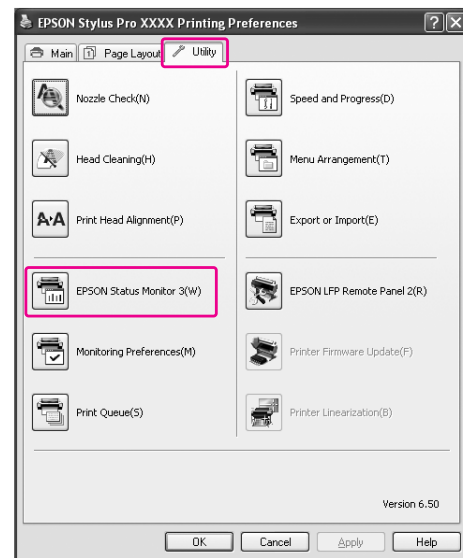 EPSON Stylus Pro XXXX Printing Preferences
Main
Page Layout
Utility
Nozzle Check(N)
Speed and Progress(D)
Head Cleaning(H)
Menu Arrangement(T)
A:A
Print Head Alignment(P)
Export or Import(E)
EPSON Status Monitor 3(W)
EPSON LFP Remote Panel 2(R)
Monitoring Preferences(M)
Printer Firmware Update(F)
Print Queue(S)
Printer Linearization(B)
Version 6.50
OK
Cancel
Apply
Help